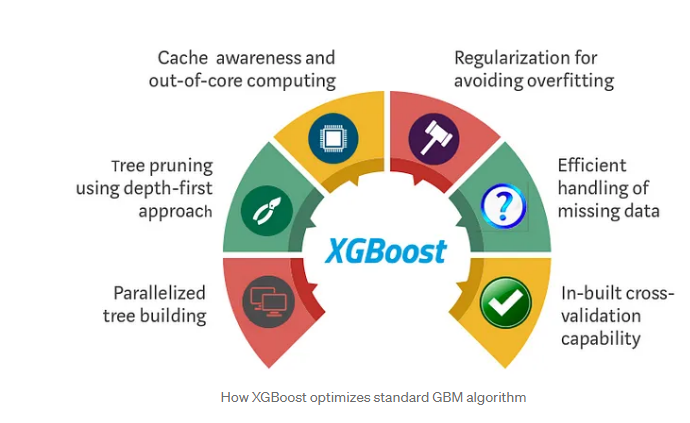 Cache awareness and
out-of-core computing
Regularization for
avoiding overfitting
Tree pruning
using depth-first
approach
Efficient
handling of
missing data
?
XGBoost
Parallelized
tree building
In-built cross-
validation
capability
How XGBoost optimizes standard GBM algorithm